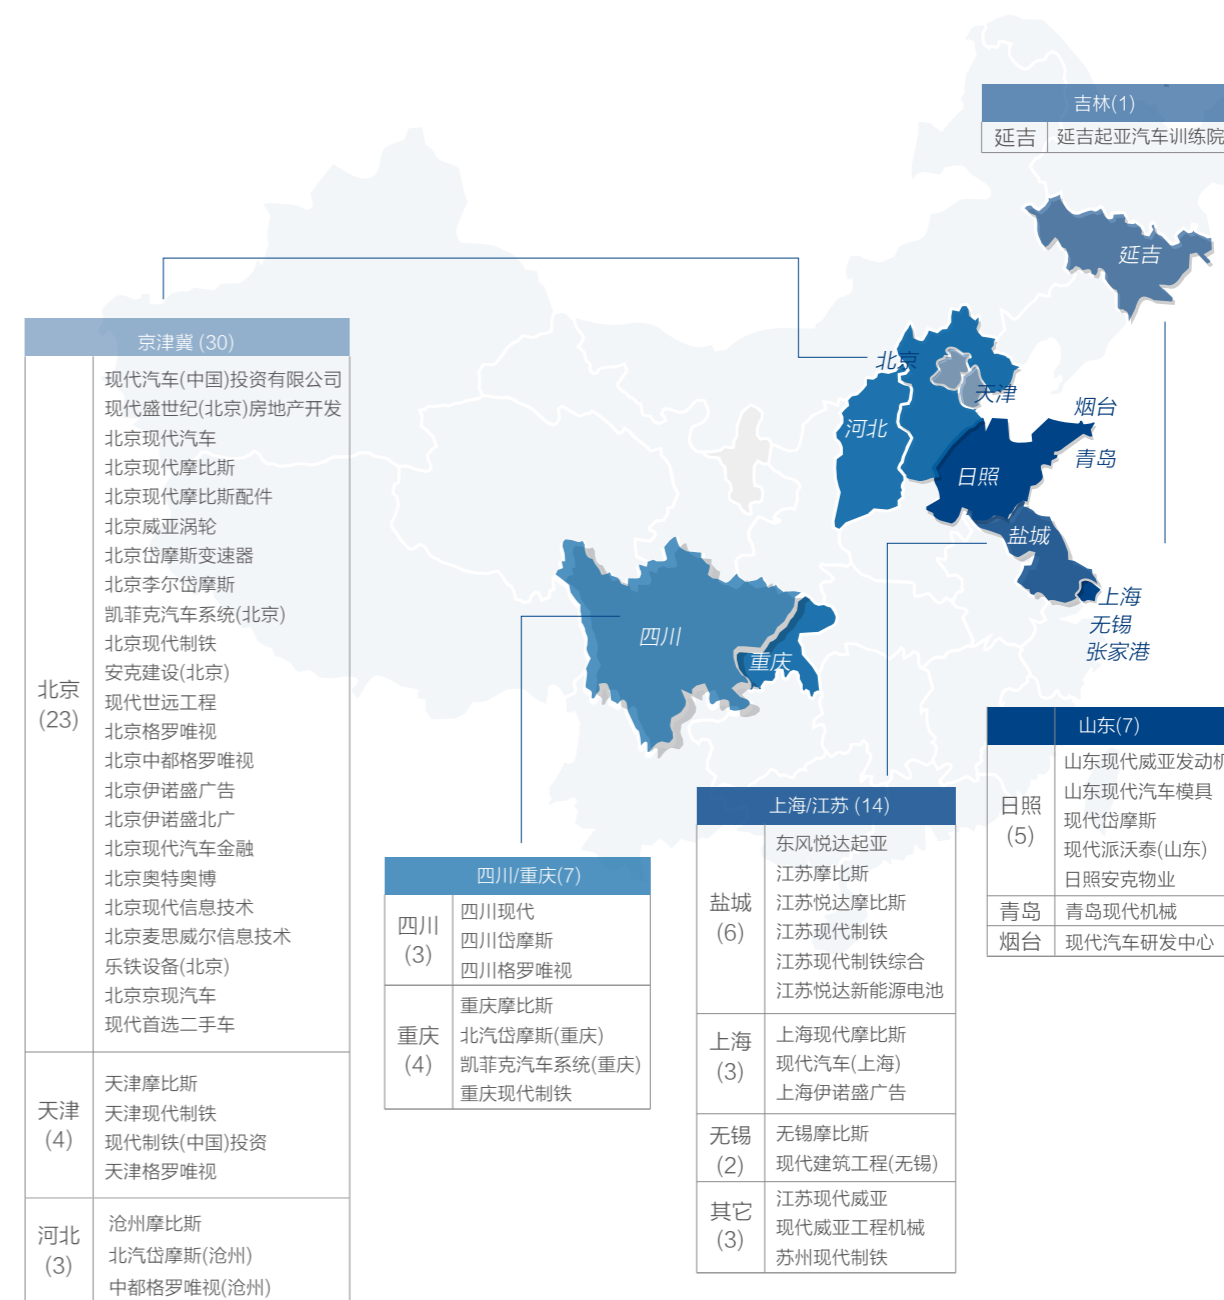 吉林(1)
延吉
延吉起亚汽车训练院
延吉
北京
天津
河北
烟台
青岛
日照
盐城
上海
无锡
张家港
四川
重庆
京津冀 (30)
北京
(23)
现代汽车(中国)投资有限公司
现代盛世纪(北京)房地产开发
北京现代汽车
北京现代摩比斯
北京现代摩比斯配件
北京威亚涡轮
北京岱摩斯变速器
北京李尔岱摩斯
凯菲克汽车系统(北京)
北京现代制铁
安克建设(北京)
现代世远工程
北京格罗唯视
北京中都格罗唯视
北京伊诺盛广告
北京伊诺盛北广
北京现代汽车金融
北京奥特奥博
北京现代信息技术
北京麦思威尔信息技术
乐铁设备(北京)
北京京现汽车
现代首选二手车
天津
(4)
天津摩比斯
天津现代制铁
现代制铁(中国)投资
天津格罗唯视
河北
(3)
沧州摩比斯
北汽岱摩斯(沧州)
中都格罗唯视(沧州)
四川/重庆(7)
四川
(3)
四川现代
四川岱摩斯
四川格罗唯视
重庆
(4)
重庆摩比斯
北汽岱摩斯(重庆)
凯菲克汽车系统(重庆)
重庆现代制铁
上海/江苏 (14)
盐城
(6)
东风悦达起亚
江苏摩比斯
江苏悦达摩比斯
江苏现代制铁
江苏现代制铁综合
江苏悦达新能源电池
上海
(3)
上海现代摩比斯
现代汽车(上海)
上海伊诺盛广告
无锡
(2)
无锡摩比斯
现代建筑工程(无锡)
其它
(3)
江苏现代威亚
现代威亚工程机械
苏州现代制铁
山东(7)
日照
(5)
山东现代威亚发动机
山东现代汽车模具
现代岱摩斯
现代派沃泰(山东)
日照安克物业
青岛
青岛现代机械
烟台
现代汽车研发中心